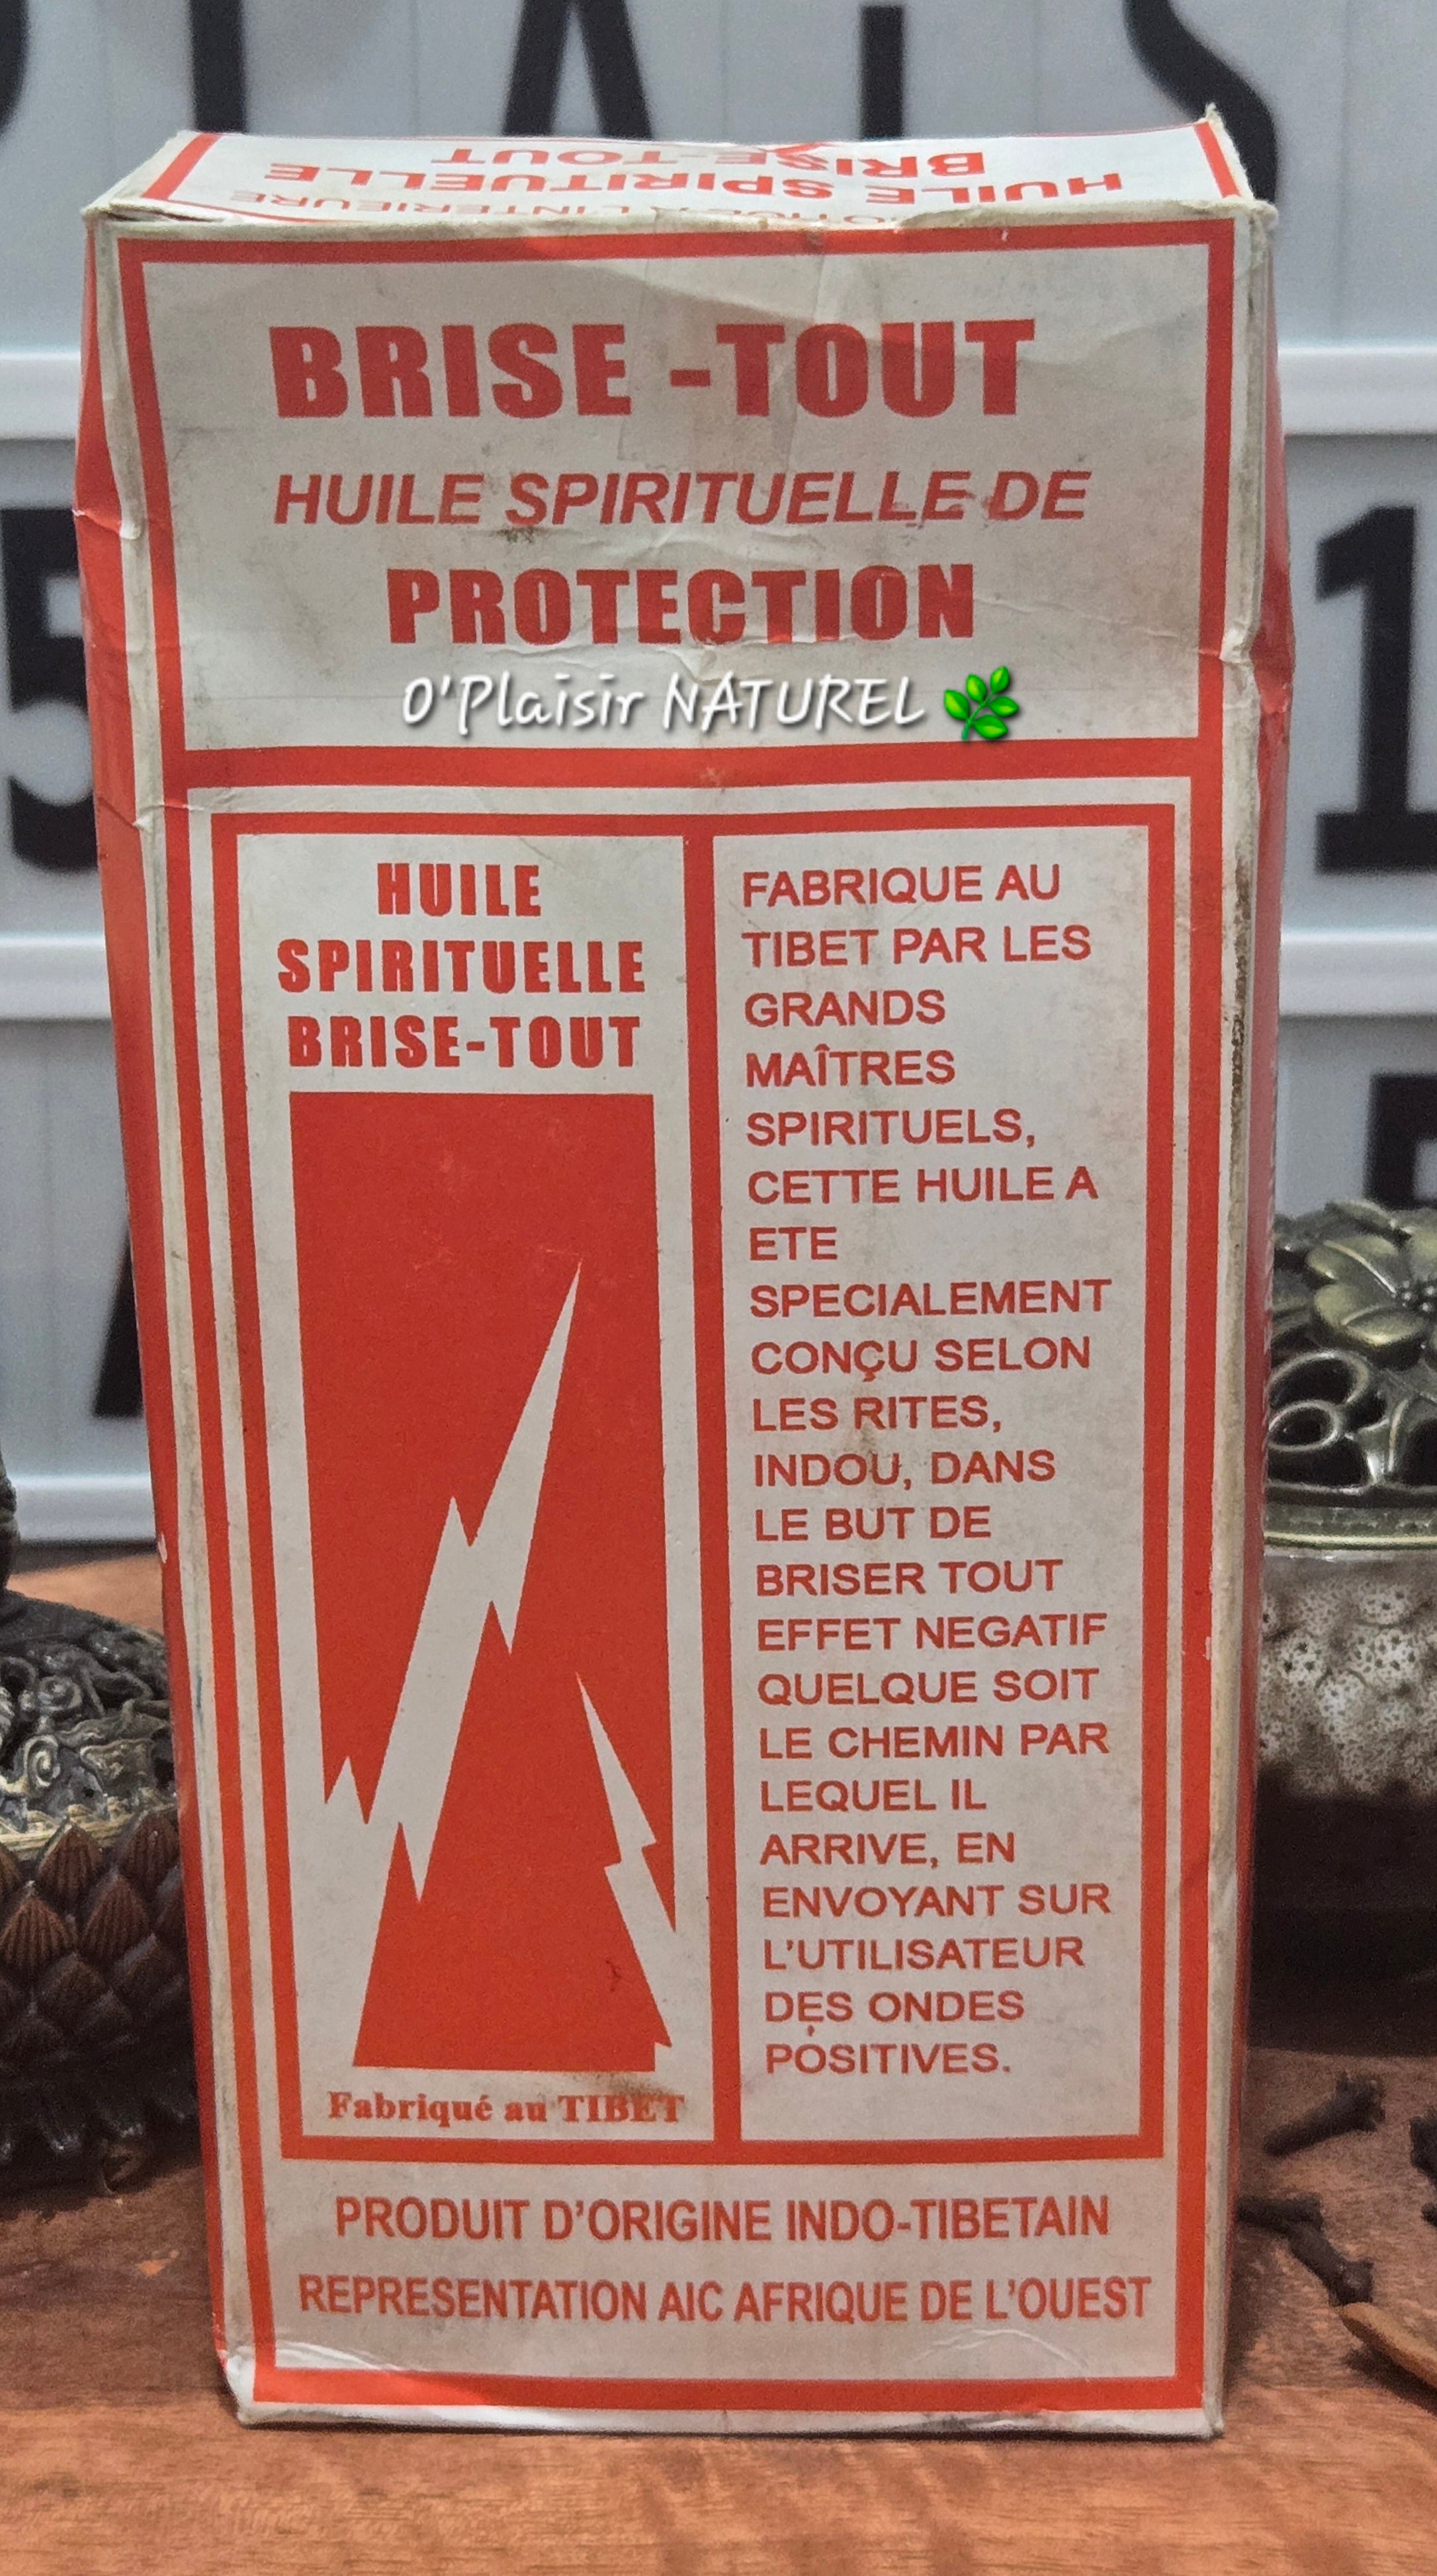 BRISE-TOUT
HUILE SPIRITUELLE
L'INTERIEURE
BRISE -TOUT
HUILE SPIRITUELLE DE
PROTECTION
O'Plaisir NATUREL
HUILE
SPIRITUELLE
BRISE-TOUT
Fabriqué au TIBET
FABRIQUE AU
TIBET PAR LES
GRANDS
MAÎTRES
SPIRITUELS,
CETTE HUILE A
ETE
SPECIALEMENT
CONÇU SELON
LES RITES,
INDOU, DANS
LE BUT DE
BRISER TOUT
EFFET NEGATIF
QUELQUE SOIT
LE CHEMIN PAR
LEQUEL IL
ARRIVE, EN
ENVOYANT SUR
L'UTILISATEUR
DES ONDES
POSITIVES.
PRODUIT D'ORIGINE INDO-TIBETAIN
REPRESENTATION AIC AFRIQUE DE L'OUEST
5
1